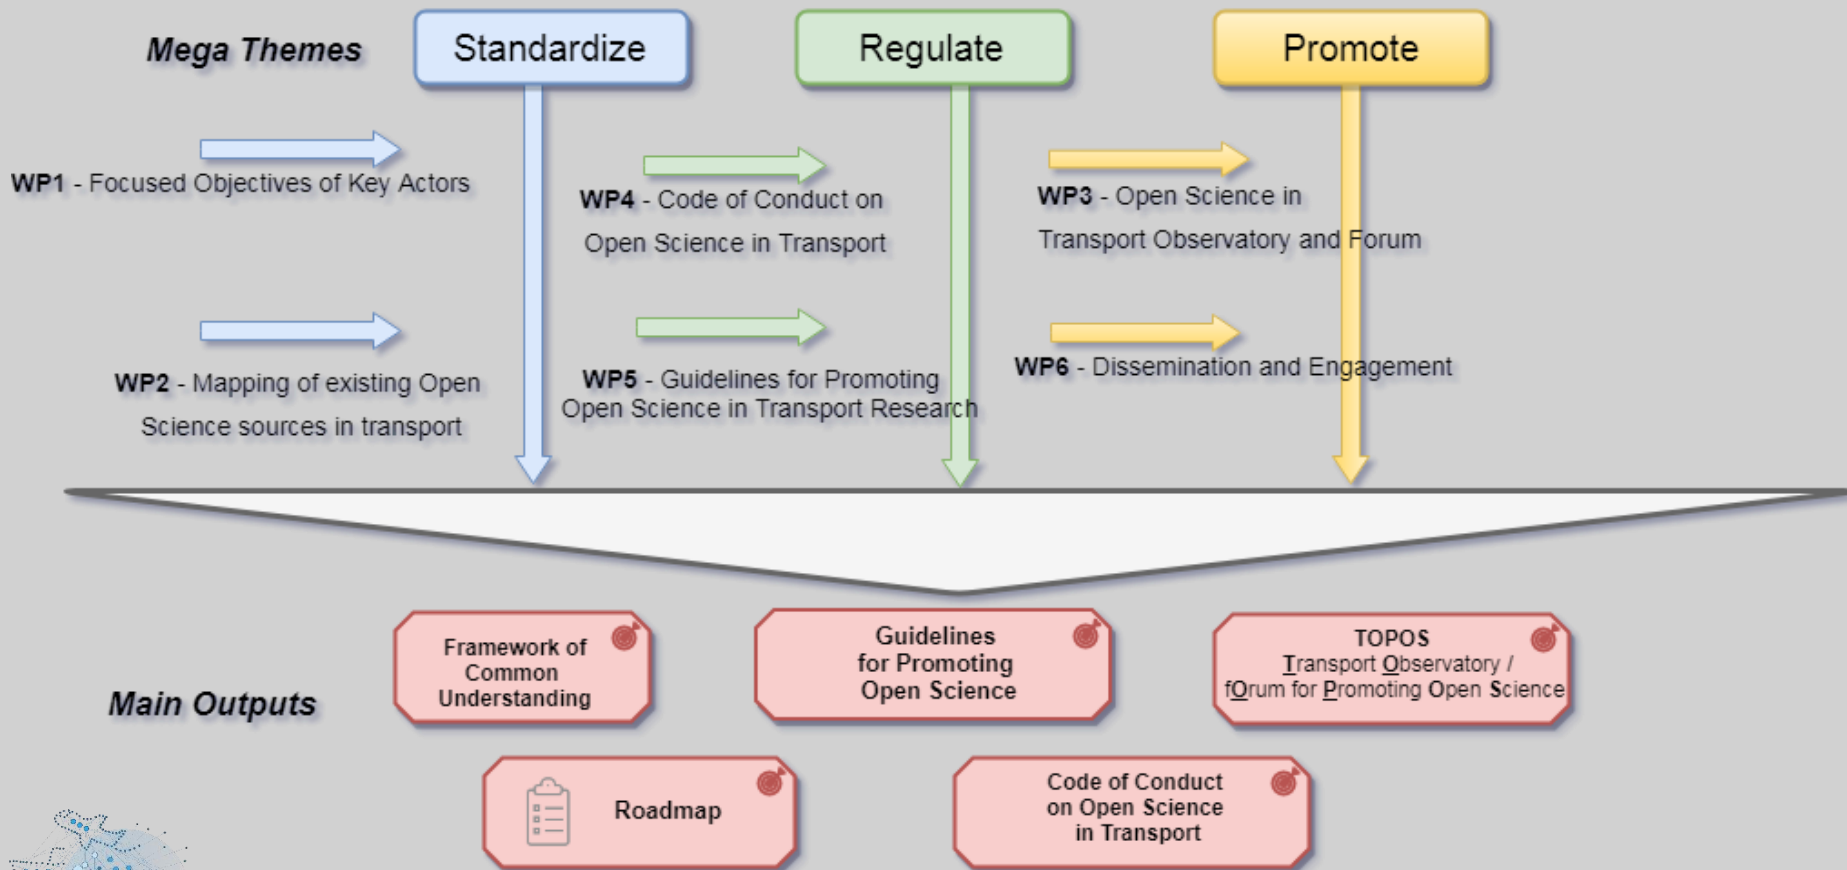 Mega Themes
Standardize
Regulate
Promote
WP1 - Focused Objectives of Key Actors
WP4 - Code of Conduct on
Open Science in Transport
WP3 - Open Science in
Transport Observatory and Forum
WP2 - Mapping of existing Open
Science sources in transport
WP5 - Guidelines for Promoting
Open Science in Transport Research
WP6 - Dissemination and Engagement
Main Outputs
Framework of
Common
Understanding
Guidelines
for Promoting
Open Science
TOPOS
Transport Observatory /
fOrum for Promoting Open Science
Roadmap
Code of Conduct
on Open Science
in Transport